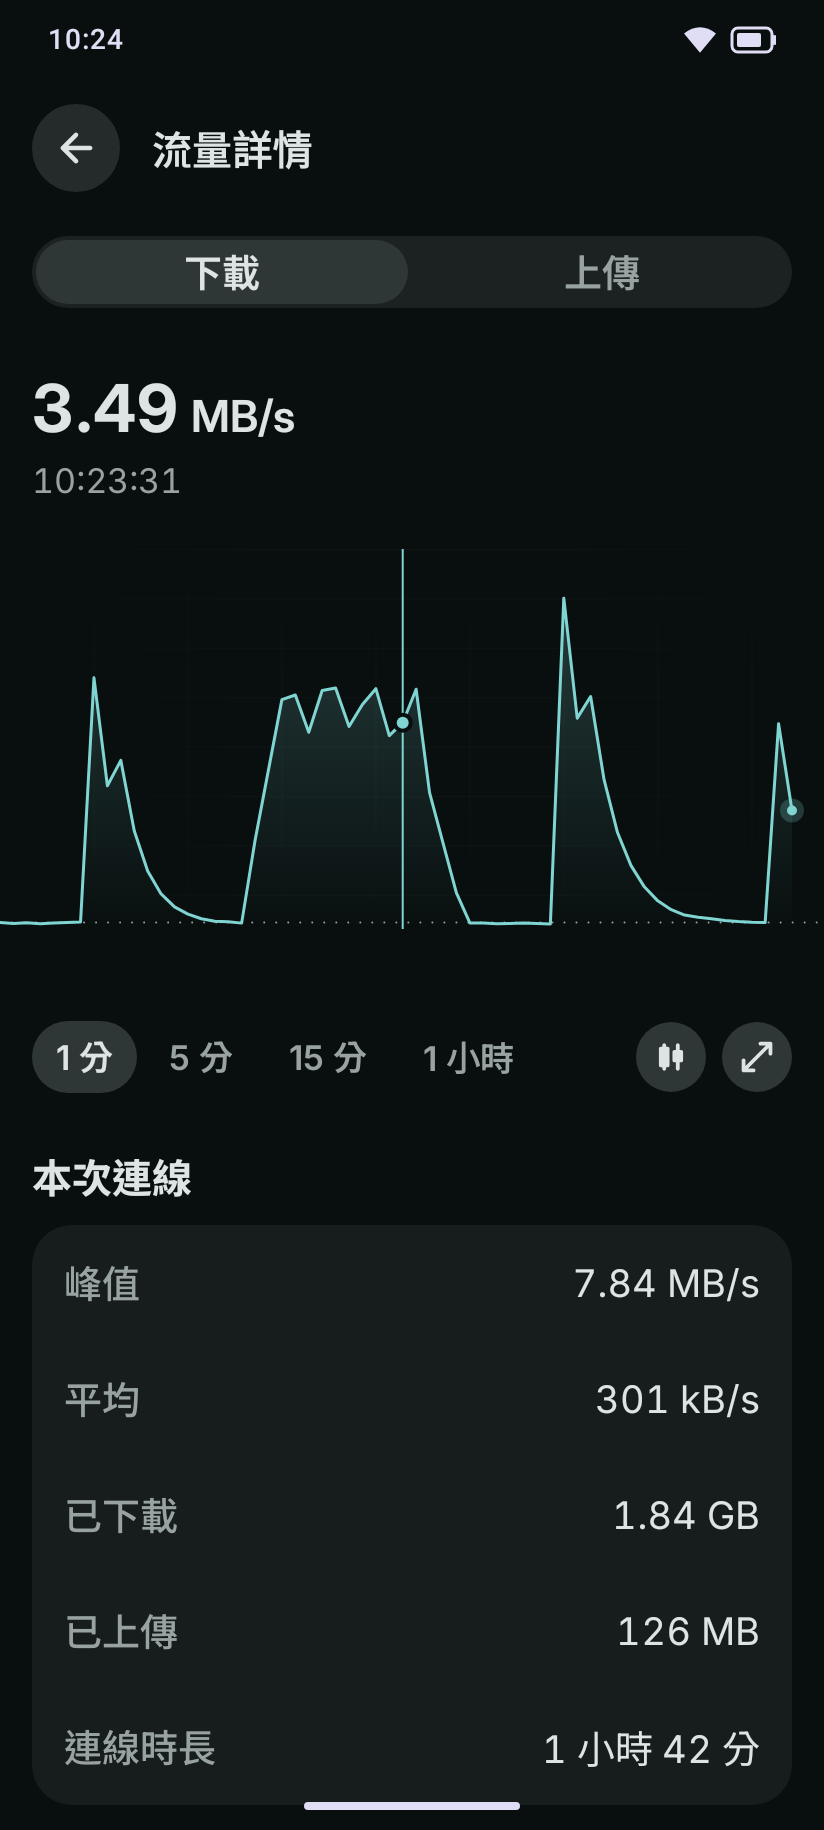 10:24
流量詳情
下載 上傳
3.49 MB/s
10:23:31
1 分 5 分 15 分 1 小時
本次連線
峰值 7.84 MB/s
平均 301 kB/s
已下載 1.84 GB
已上傳 126 MB
連線時長 1 小時 42 分